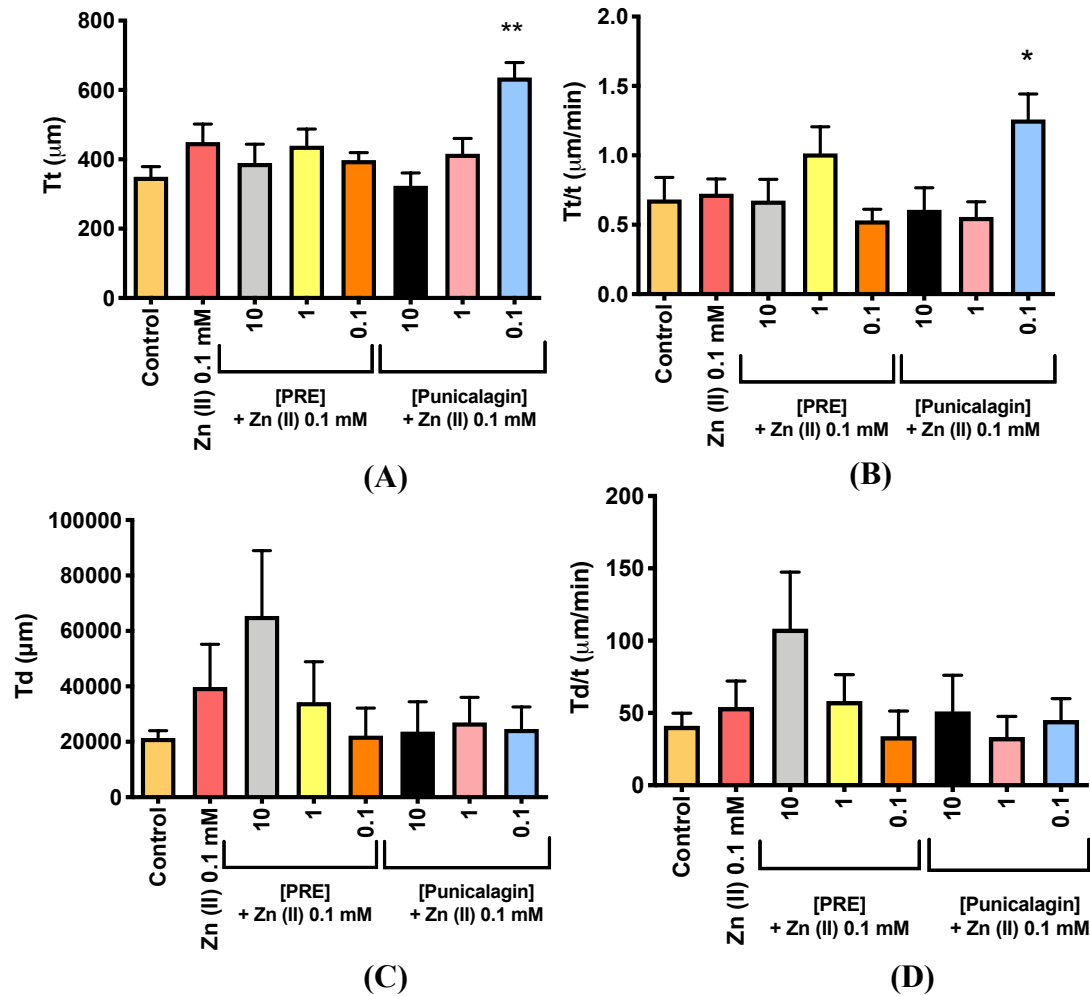 800
600
400
200
0
Tt (μm)
**
Control
Zn (II) 0.1 mM
10
1
0.1
10
1
0.1
[PRE]
+ Zn (II) 0.1 mM
[Punicalagin]
+ Zn (II) 0.1 mM
(A)
2.0
1.5
1.0
0.5
0.0
Tt/t (μm/min)
*
Control
Zn (II) 0.1 mM
10
1
0.1
10
1
0.1
[PRE]
+ Zn (II) 0.1 mM
[Punicalagin]
+ Zn (II) 0.1 mM
(B)
100000
80000
60000
40000
20000
0
Td (μm)
Control
Zn (II) 0.1 mM
10
1
0.1
10
1
0.1
[PRE]
+ Zn (II) 0.1 mM
[Punicalagin]
+ Zn (II) 0.1 mM
(C)
200
150
100
50
0
Td/t (μm/min)
Control
Zn (II) 0.1 mM
10
1
0.1
10
1
0.1
[PRE]
+ Zn (II) 0.1 mM
[Punicalagin]
+ Zn (II) 0.1 mM
(D)